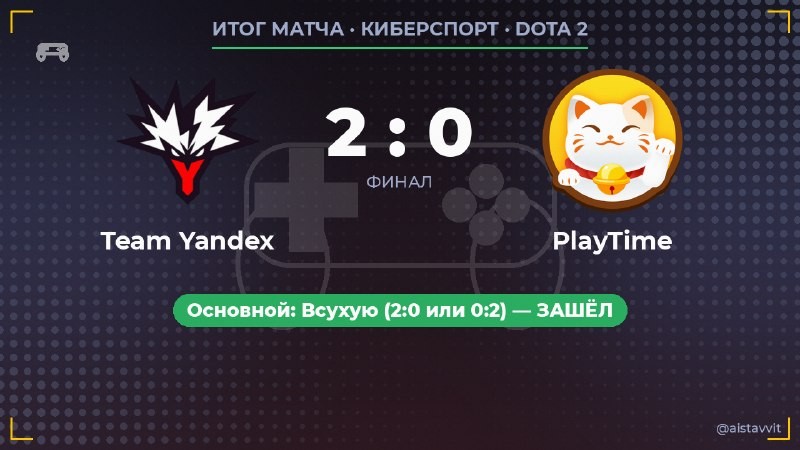 ИТОГ МАТЧА · КИБЕРСПОРТ · DOTA 2
2 : 0
ФИНАЛ
Team Yandex
PlayTime
Основной: Всухую (2:0 или 0:2) — ЗАШЁЛ
@aistavvit